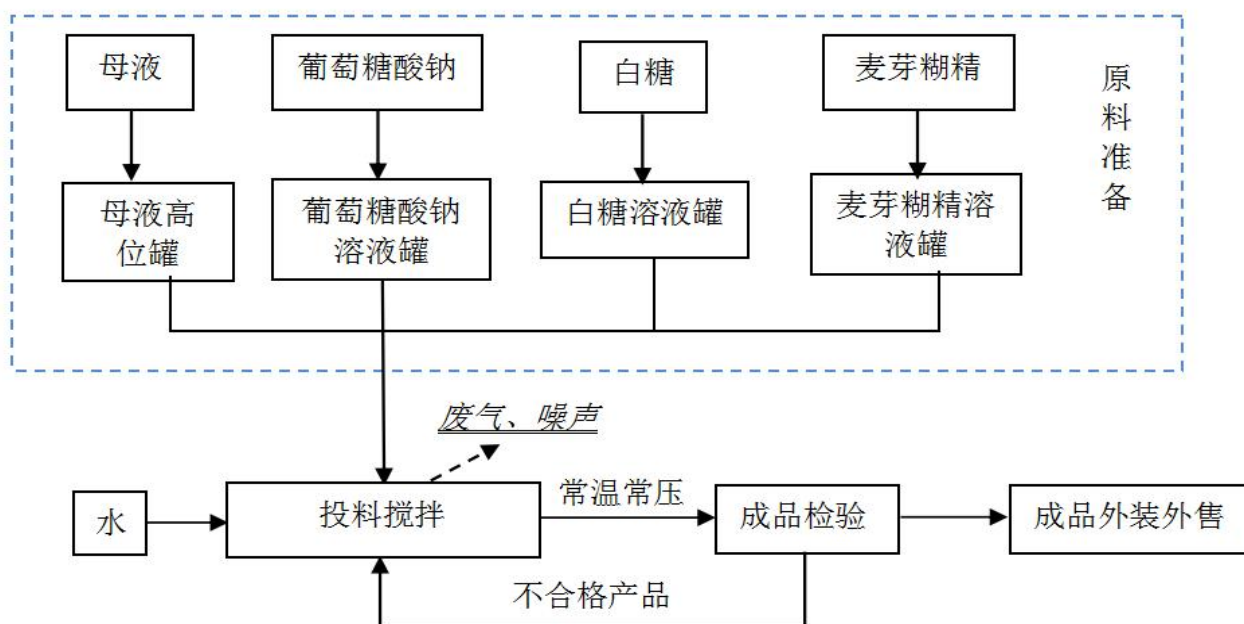 母液
葡萄糖酸钠
白糖
麦芽糊精
原
料
准
备
母液高
位罐
葡萄糖酸钠
溶液罐
白糖溶液罐
麦芽糊精溶
液罐
废气、噪声
水
投料搅拌
常温常压
成品检验
成品外装外售
不合格产品